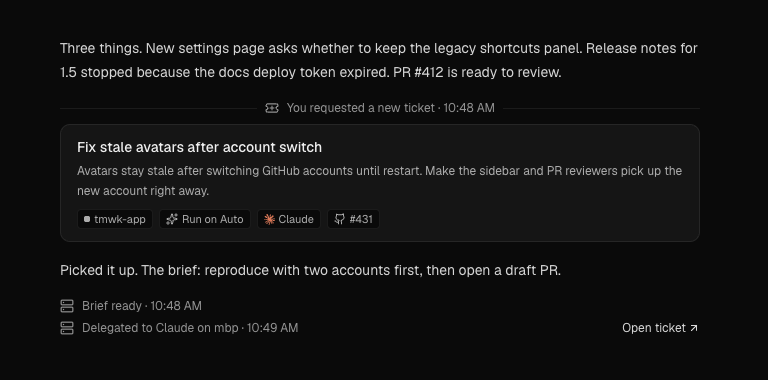 Three things. New settings page asks whether to keep the legacy shortcuts panel. Release notes for
1.5 stopped because the docs deploy token expired. PR #412 is ready to review.
You requested a new ticket · 10:48 AM
Fix stale avatars after account switch
Avatars stay stale after switching GitHub accounts until restart. Make the sidebar and PR reviewers pick up the
new account right away.
tmwk-app Run on Auto Claude #431
Picked it up. The brief: reproduce with two accounts first, then open a draft PR.
Brief ready · 10:48 AM
Delegated to Claude on mbp · 10:49 AM Open ticket ↗